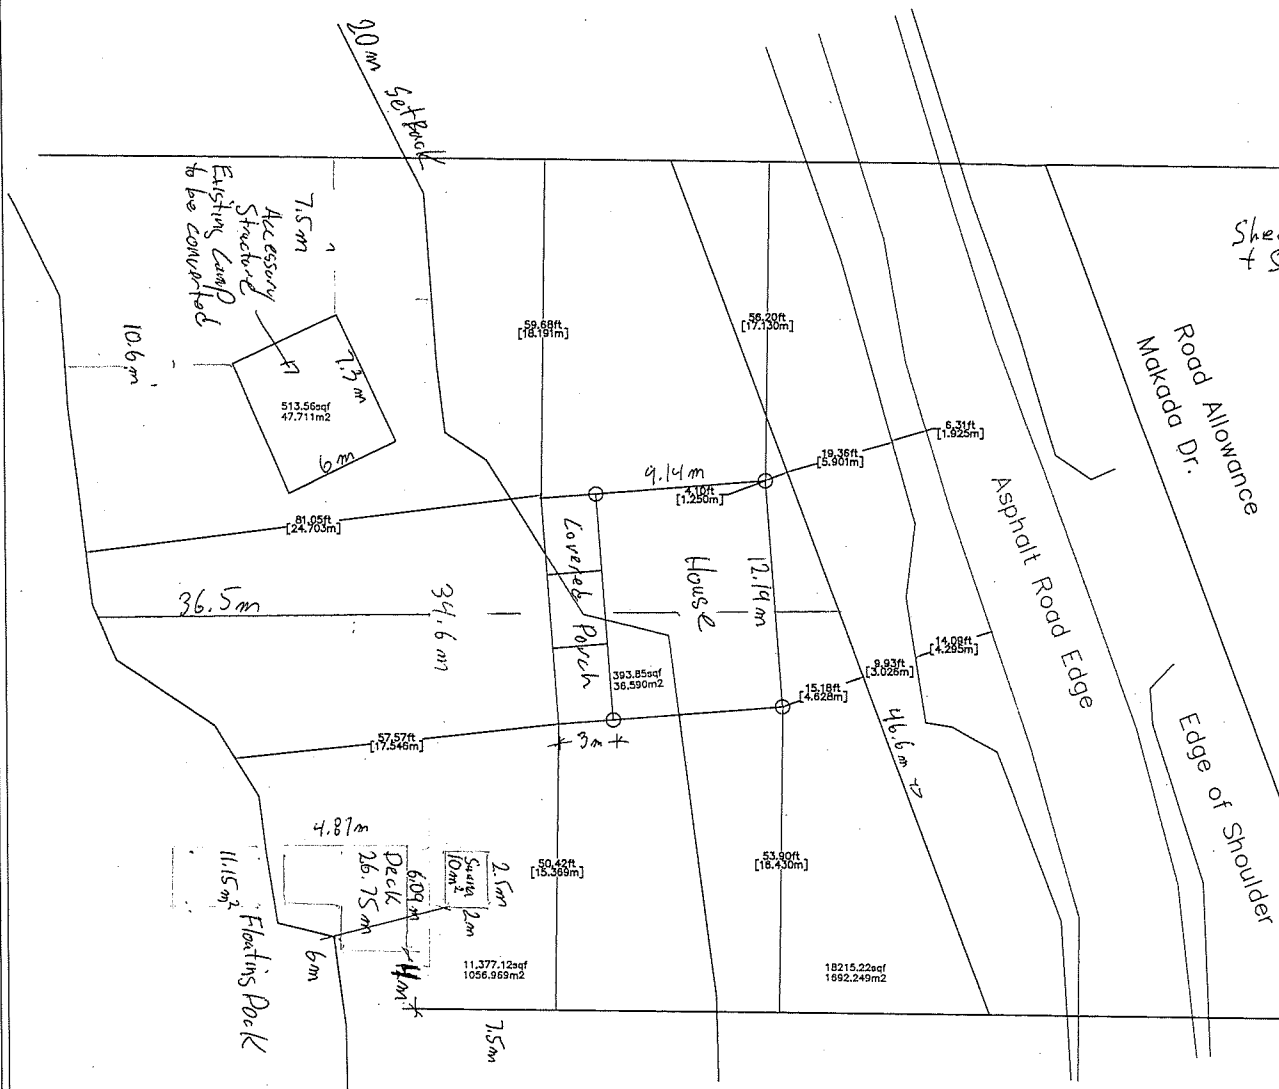 20m SetBack
She
+ S
Road Allowance
Makada Dr.
7.5m
Accessory
Structure
Existing Camp
to be converted
10.6m
7.3m
513.56sqf
47.711m2
6m
59.68ft
[18.191m]
56.20ft
[17.130m]
6.31ft
[1.925m]
19.36ft
[5.901m]
9.14m
4.10ft
[1.250m]
Asphalt Road Edge
81.05ft
[24.703m]
Covered Porch
House
12.19m
36.5m
34.6m
393.85sqf
36.590m2
14.09ft
[4.295m]
9.93ft
[3.026m]
15.18ft
[4.628m]
46.6m
Edge of Shoulder
57.57ft
[17.546m]
3m
4.87m
Deck
26.75m
6.09m
Sauna
10m²
2.5m
2m
50.42ft
[15.369m]
53.90ft
[16.430m]
11.15m²
Floating Dock
6m
4m
11,377.12sqf
1056.969m2
18215.22sqf
1692.249m2
7.5m